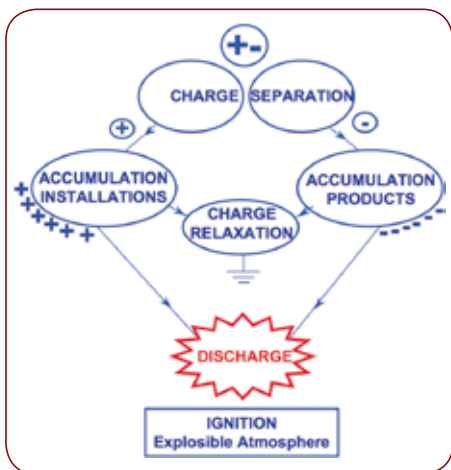 +-
CHARGE
SEPARATION
+
-
ACCUMULATION
INSTALLATIONS
+ + + + + + +
ACCUMULATION
PRODUCTS
- - - - - - -
CHARGE
RELAXATION
DISCHARGE
IGNITION
Explosible Atmosphere